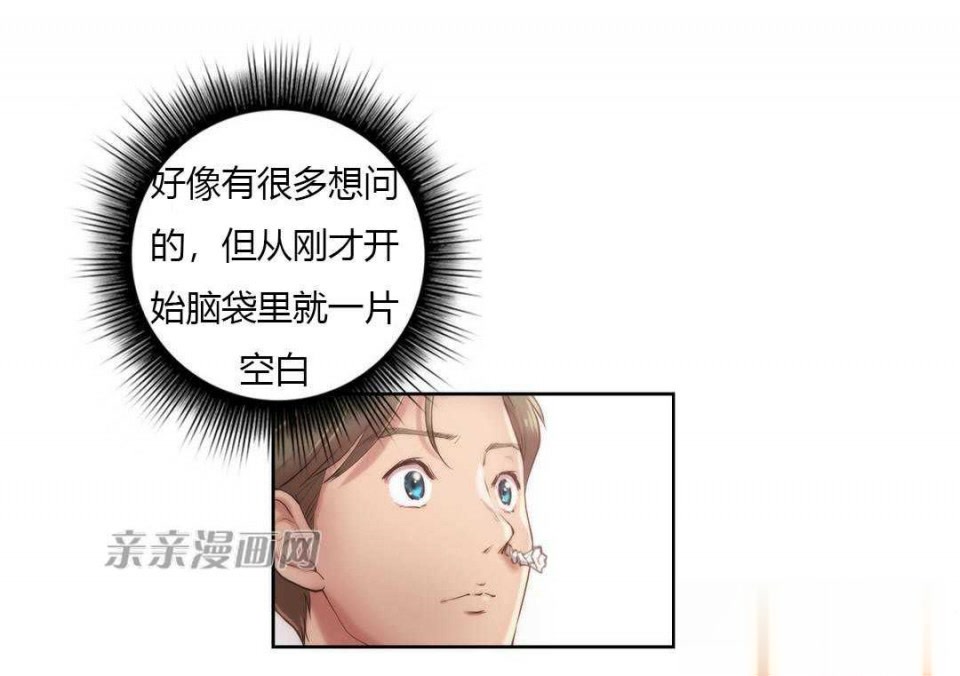 好像有很多想问
的，但从刚才开
始脑袋里就一片
空白
亲亲漫画网